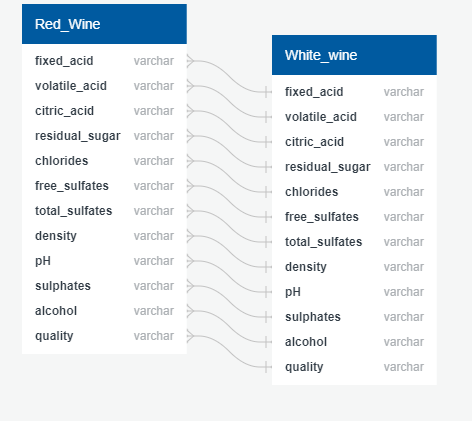 Red_Wine
fixed_acid varchar
volatile_acid varchar
citric_acid varchar
residual_sugar varchar
chlorides varchar
free_sulfates varchar
total_sulfates varchar
density varchar
pH varchar
sulphates varchar
alcohol varchar
quality varchar
White_wine
fixed_acid varchar
volatile_acid varchar
citric_acid varchar
residual_sugar varchar
chlorides varchar
free_sulfates varchar
total_sulfates varchar
density varchar
pH varchar
sulphates varchar
alcohol varchar
quality varchar